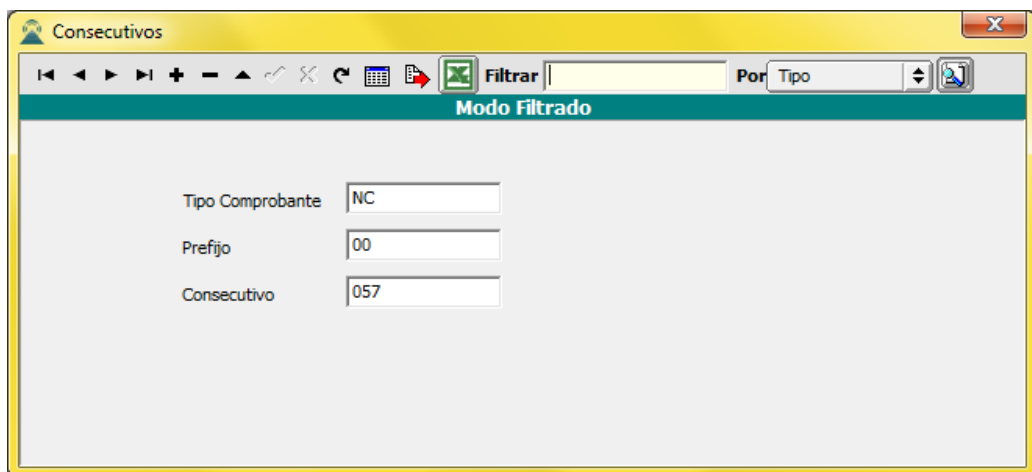 Consecutivos
Filtrar Por Tipo
Modo Filtrado
Tipo Comprobante NC
Prefijo 00
Consecutivo 057